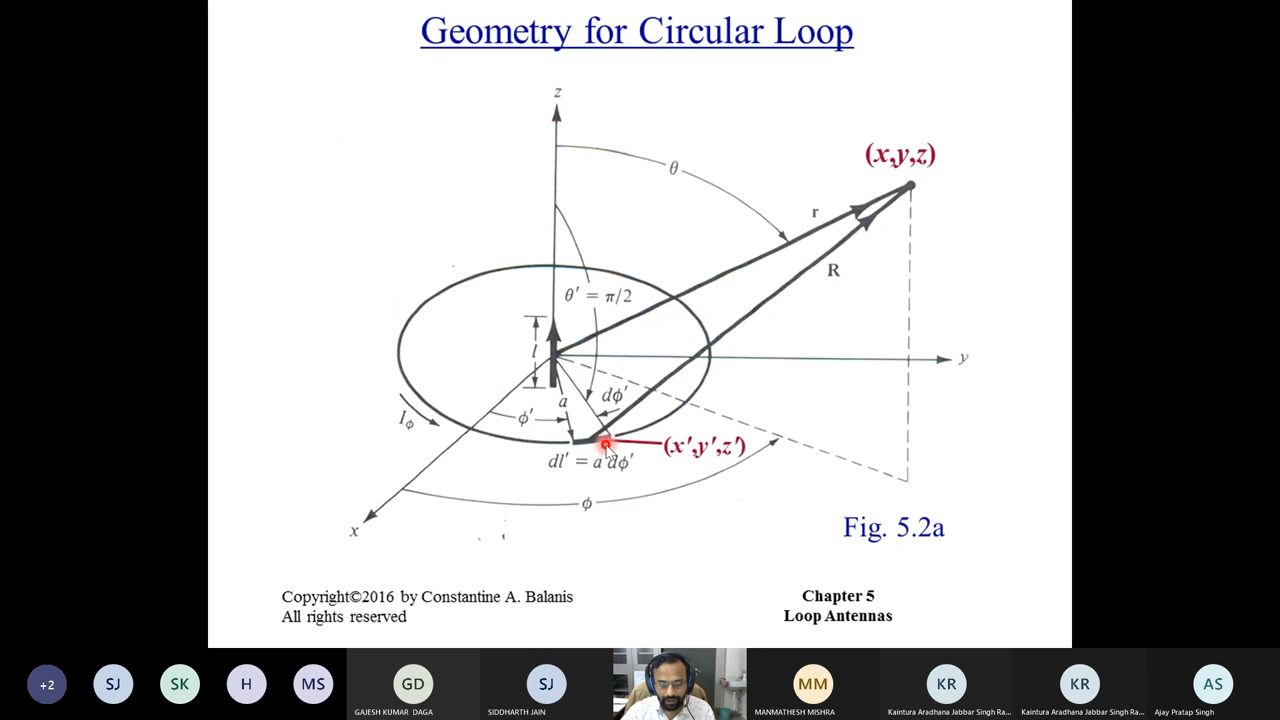 Geometry for Circular Loop
z
θ
(x,y,z)
r
R
θ' = π/2
l
y
a
dϕ'
ϕ'
I_ϕ
(x',y',z')
dl' = a dϕ'
ϕ
x
Fig. 5.2a
Copyright©2016 by Constantine A. Balanis
All rights reserved
Chapter 5
Loop Antennas
+2
SJ
SK
H
MS
GD
GAJESH KUMAR DAGA
SJ
SIDDHARTH JAIN
MM
MANMATHESH MISHRA
KR
Kaintura Aradhana Jabbar Singh Ra...
KR
Kaintura Aradhana Jabbar Singh Ra...
AS
Ajay Pratap Singh